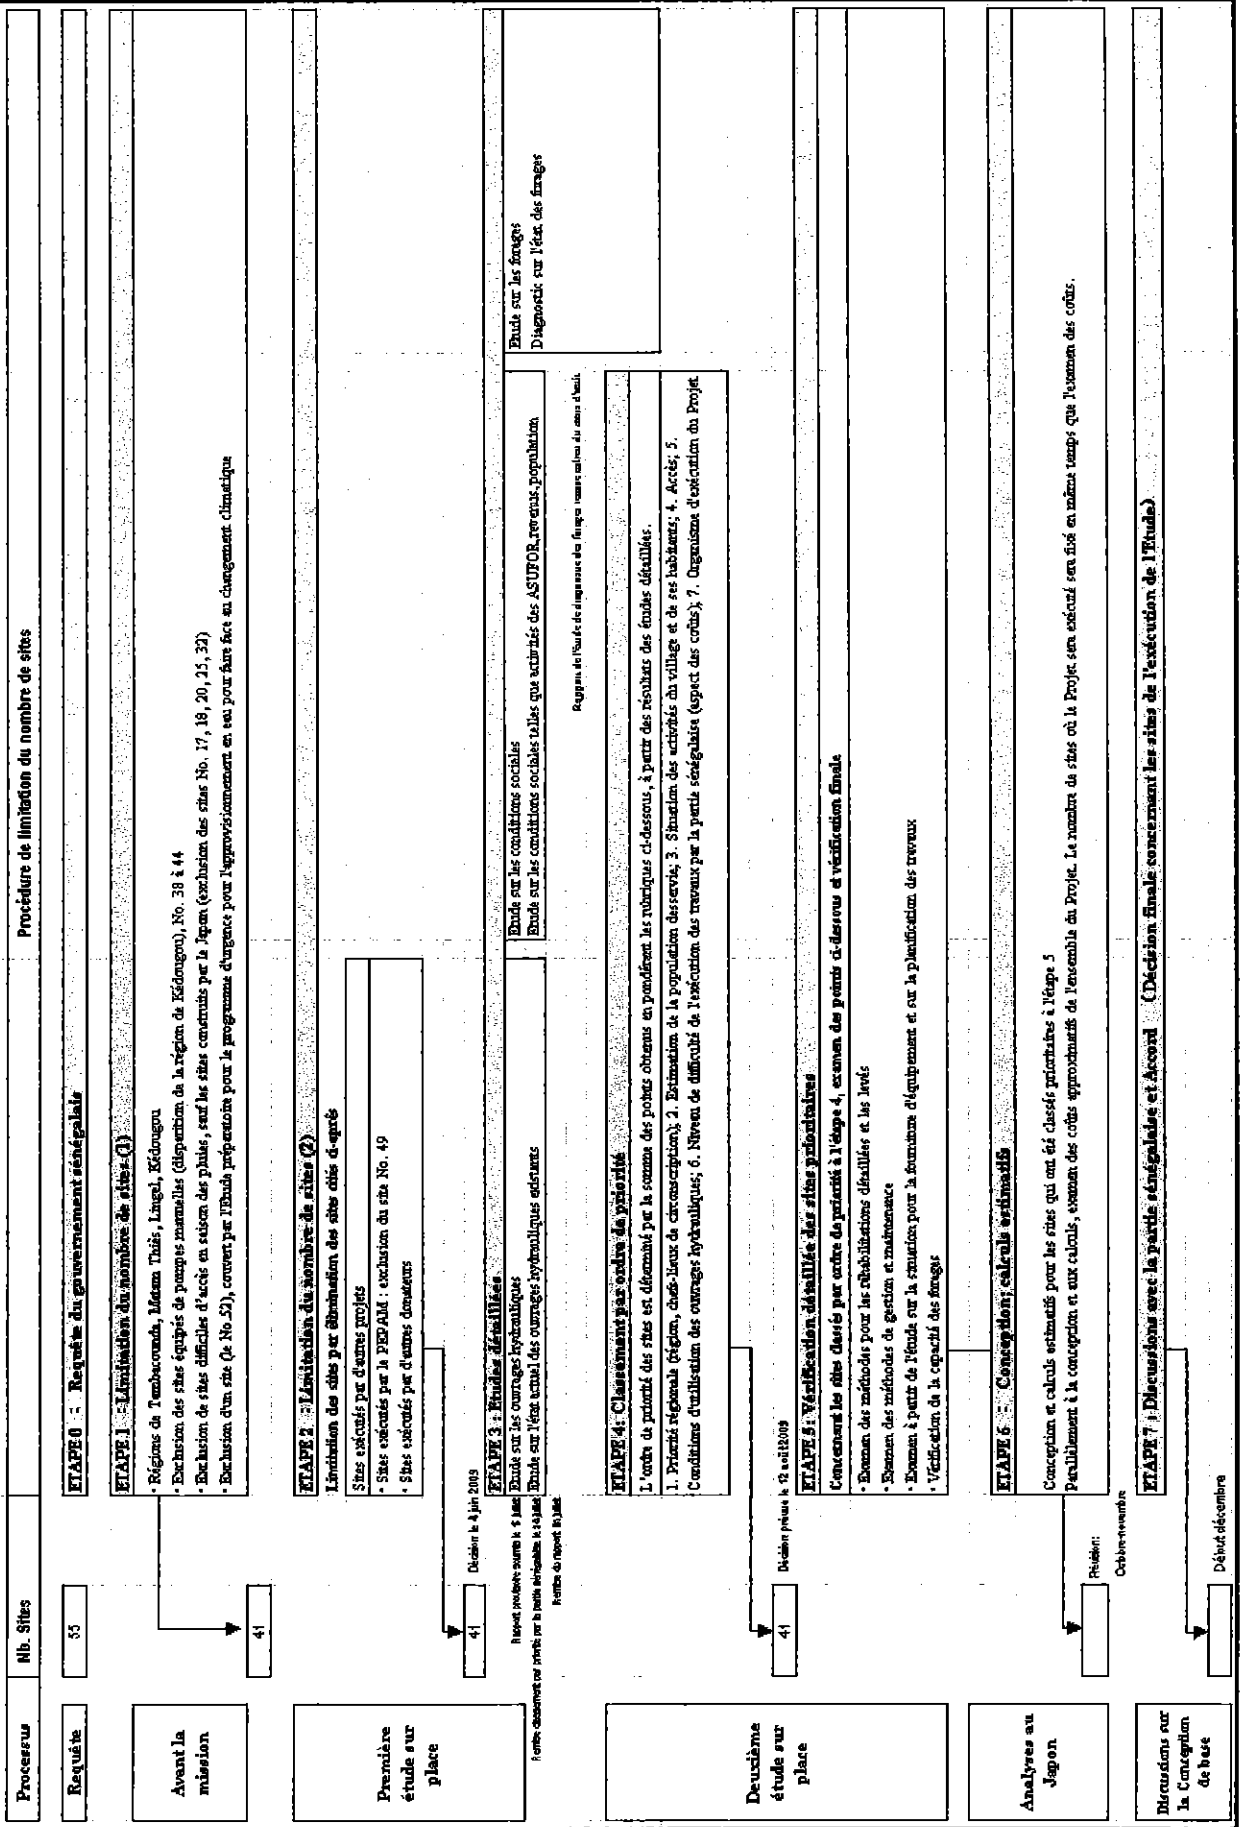 Processus
Nb. Sites
Procédure de limitation du nombre de sites
Requête
55
ETAPE 0 : Requête du gouvernement sénégalais
Avant la mission
ETAPE 1 : Limitation du nombre de sites (1)
· Régions de Tambacounda, Matam Thiès, Linguel, Kédougou
· Exclusion des sites équipés de pompes manuelles (disparition de la région de Kédougou), No. 38 à 44
· Exclusion de sites difficiles d'accès en saison des pluies, sauf les sites construits par le Japon (exclusion des sites No. 17, 18, 20, 25, 32)
· Exclusion d'un site (le No.52), couvert par l'Etude préparatoire pour le programme d'urgence pour l'approvisionnement en eau pour faire face au changement climatique
41
Première étude sur place
ETAPE 2 : Limitation du nombre de sites (2)
Limitation des sites par élimination des sites cités ci-après
Sites exécutés par d'autres projets
· Sites exécutés par le PEPAM : exclusion du site No. 49
· Sites exécutés par d'autres donateurs
41
Décision le 4 juin 2009
ETAPE 3 : Etudes détaillées
Etude sur les ouvrages hydrauliques
Etude sur l'état actuel des ouvrages hydrauliques existants
Etude sur les conditions sociales
Etude sur les conditions sociales telles que activités des ASUFOR, revenus, population
Etude sur les forages
Diagnostic sur l'état des forages
Deuxième étude sur place
ETAPE 4: Classement par ordre de priorité
L'ordre de priorité des sites est déterminé par la somme des points obtenus en pondérant les rubriques ci-dessous, à partir des résultats des études détaillées.
1. Priorité régionale (région, chefs-lieux de circonscription); 2. Estimation de la population desservie; 3. Situation des activités du village et de ses habitants; 4. Accès; 5.
Conditions d'utilisation des ouvrages hydrauliques; 6. Niveau de difficulté de l'exécution des travaux par la partie sénégalaise (aspect des coûts); 7. Organisme d'exécution du Projet
41
Décision prévue le 12 août 2009
ETAPE 5 : Vérification détaillée des sites prioritaires
Concernant les sites classés par ordre de priorité à l'étape 4, examen des points ci-dessous et vérification finale
· Examen des méthodes pour les réhabilitations détaillées et les levés
· Examen des méthodes de gestion et maintenance
· Examen à partir de l'étude sur la situation pour la fourniture d'équipement et sur la planification des travaux
· Vérification de la capacité des forages
Analyses au Japon
ETAPE 6 : Conception; calculs estimatifs
Conception et calculs estimatifs pour les sites qui ont été classés prioritaires à l'étape 5
Parallèlement à la conception et aux calculs, examen des coûts approximatifs de l'ensemble du Projet. Le nombre de sites où le Projet sera exécuté sera fixé en même temps que l'examen des coûts.
Prévision:
Octobre-novembre
Discussions sur la Conception de base
ETAPE 7 : Discussions avec la partie sénégalaise et Accord (Décision finale concernant les sites de l'exécution de l'Etude)
Début décembre